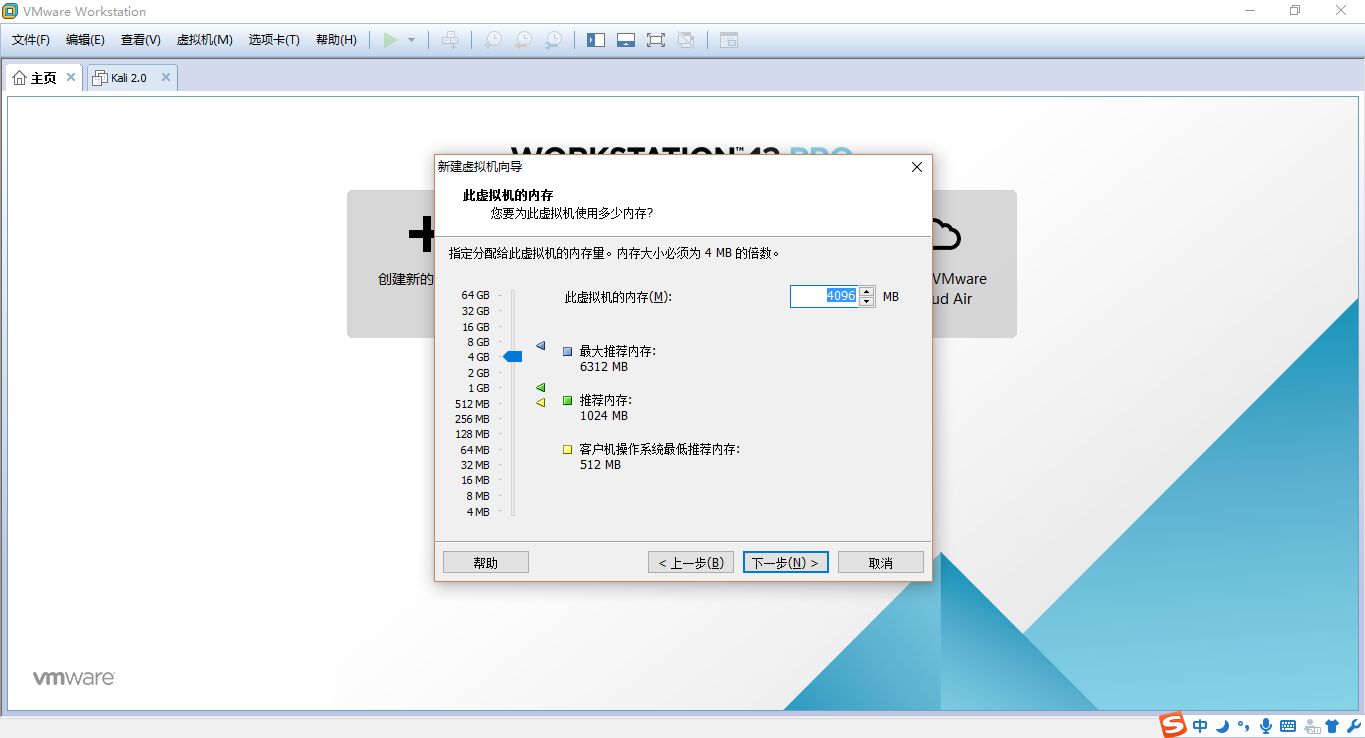 VMware Workstation
文件(F) 编辑(E) 查看(V) 虚拟机(M) 选项卡(T) 帮助(H)
主页 Kali 2.0
WORKSTATION™ 12 PRO
新建虚拟机向导
此虚拟机的内存
您要为此虚拟机使用多少内存?
指定分配给此虚拟机的内存量。内存大小必须为 4 MB 的倍数。
创建新的
VMware
ud Air
此虚拟机的内存(M): 4096 MB
64 GB
32 GB
16 GB
8 GB
4 GB
2 GB
1 GB
512 MB
256 MB
128 MB
64 MB
32 MB
16 MB
8 MB
4 MB
最大推荐内存:
6312 MB
推荐内存:
1024 MB
客户机操作系统最低推荐内存:
512 MB
帮助 < 上一步(B) 下一步(N) > 取消
vmware
中